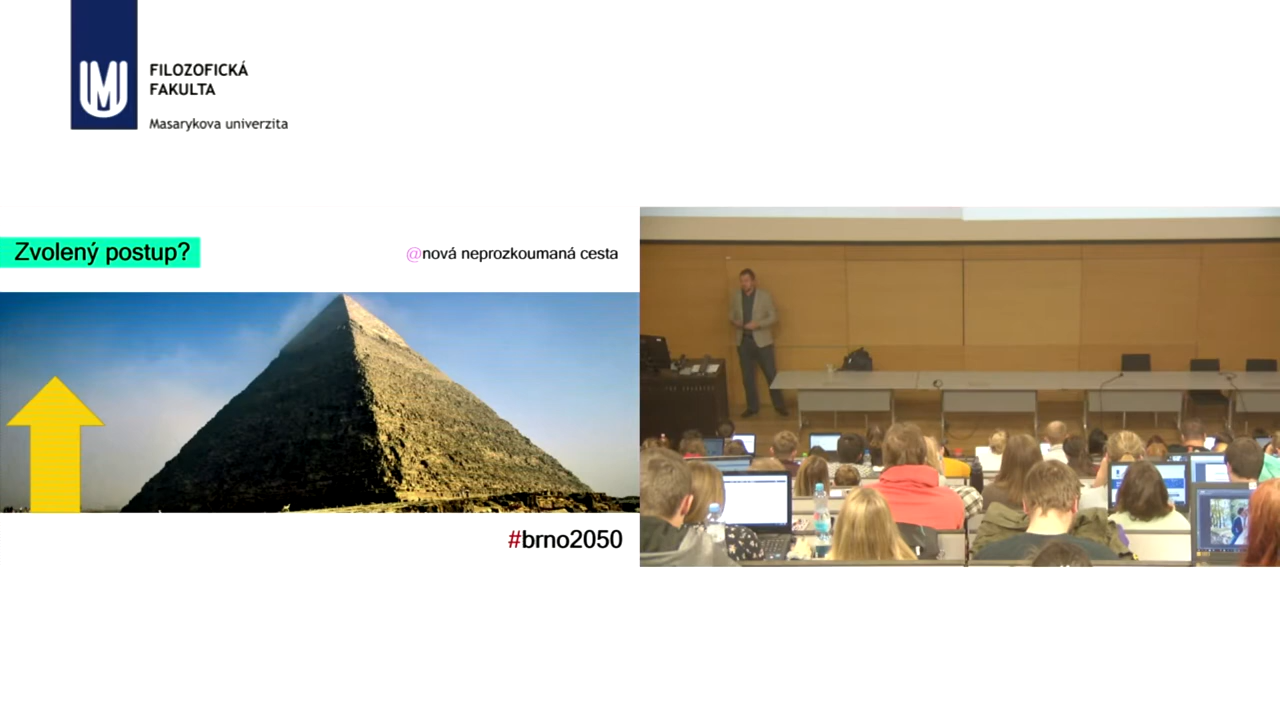 FILOZOFICKÁ
FAKULTA
Masarykova univerzita
Zvolený postup?
@nová neprozkoumaná cesta
#brno2050